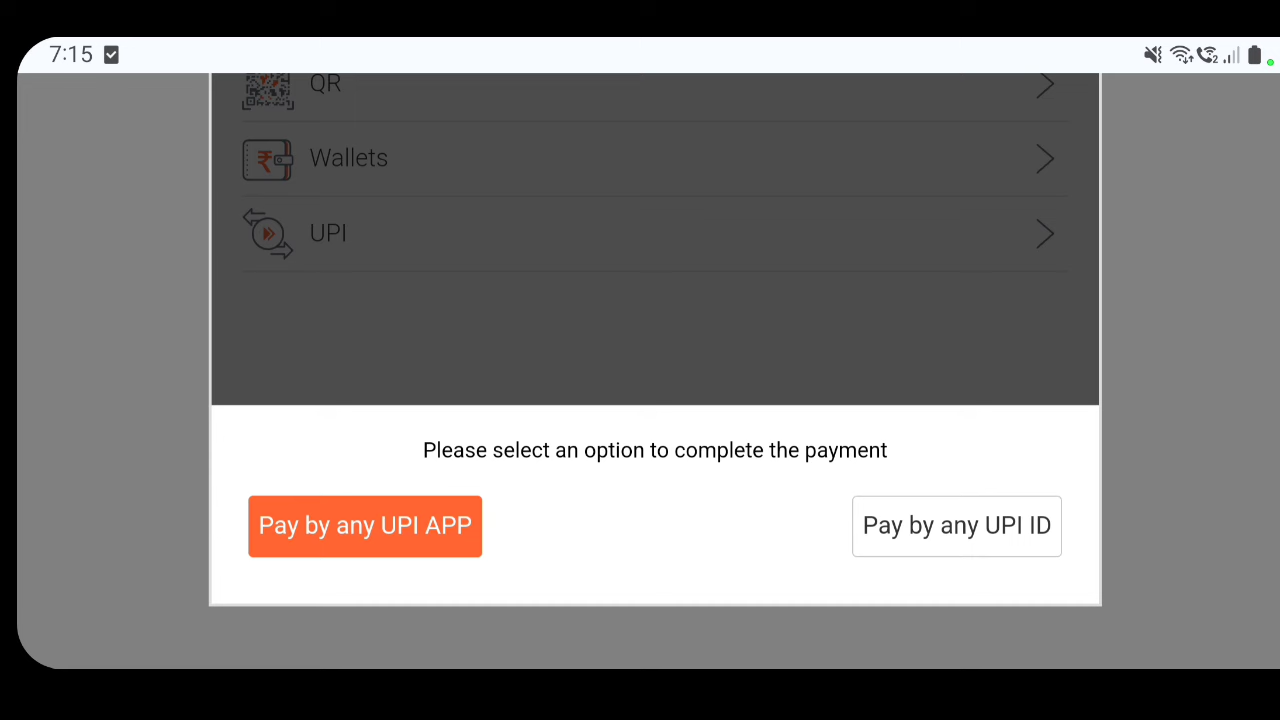 7:15
QR
Wallets
UPI
Please select an option to complete the payment
Pay by any UPI APP
Pay by any UPI ID